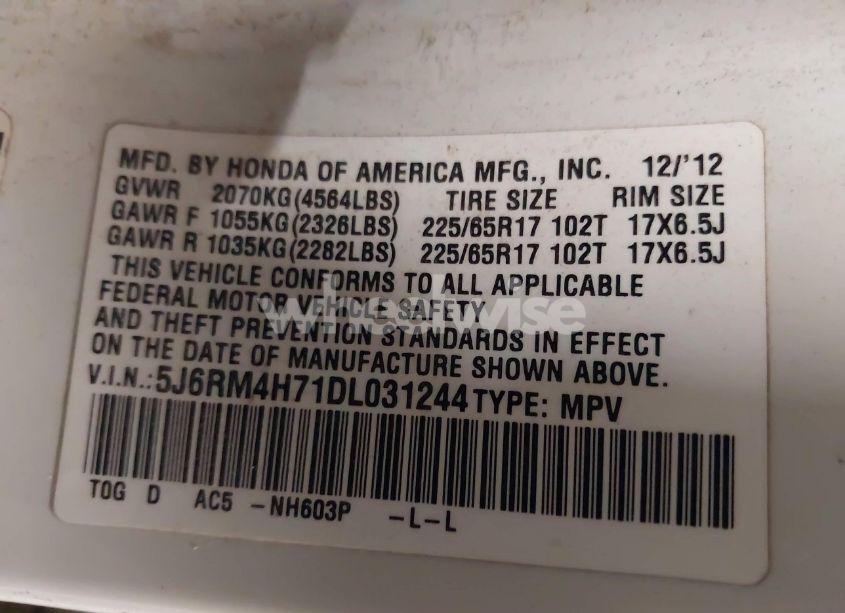 MFD. BY HONDA OF AMERICA MFG., INC. 12/'12
GVWR 2070KG(4564LBS) TIRE SIZE RIM SIZE
GAWR F 1055KG(2326LBS) 225/65R17 102T 17X6.5J
GAWR R 1035KG(2282LBS) 225/65R17 102T 17X6.5J
THIS VEHICLE CONFORMS TO ALL APPLICABLE
FEDERAL MOTOR VEHICLE SAFETY
AND THEFT PREVENTION STANDARDS IN EFFECT
ON THE DATE OF MANUFACTURE SHOWN ABOVE.
V.I.N.:5J6RM4H71DL031244 TYPE: MPV
TOG D AC5 -NH603P -L-L